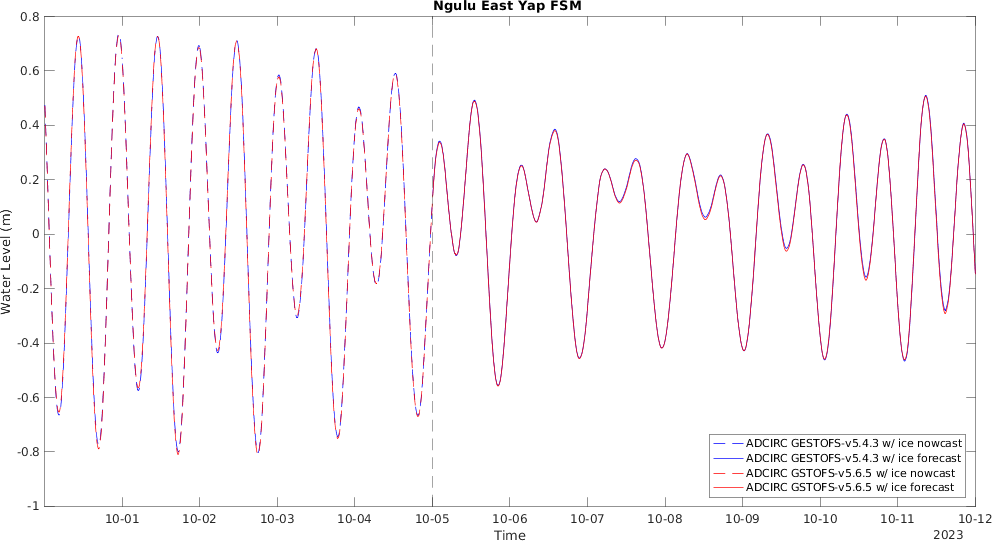 Ngulu East Yap FSM
0.8
0.6
0.4
0.2
0
-0.2
-0.4
-0.6
-0.8
-1
Water Level (m)
10-01 10-02 10-03 10-04 10-05 10-06 10-07 10-08 10-09 10-10 10-11 10-12
Time
2023
ADCIRC GESTOFS-v5.4.3 w/ ice nowcast
ADCIRC GESTOFS-v5.4.3 w/ ice forecast
ADCIRC GSTOFS-v5.6.5 w/ ice nowcast
ADCIRC GSTOFS-v5.6.5 w/ ice forecast